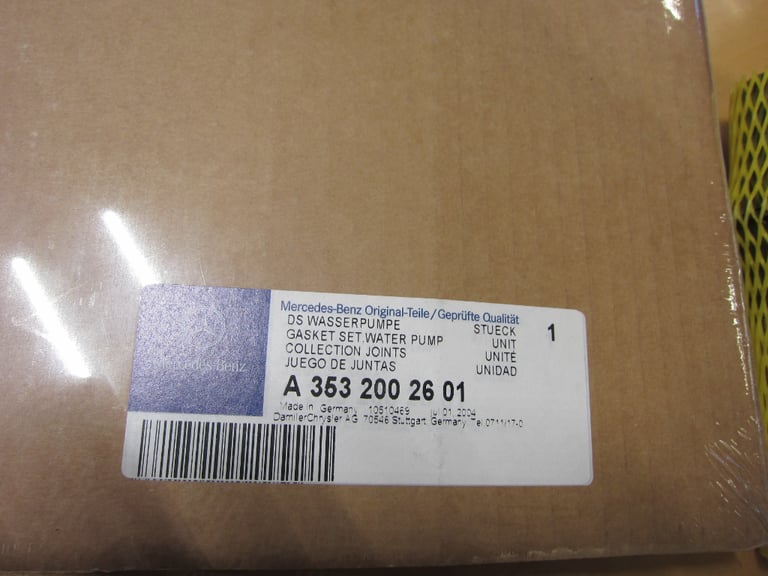 Mercedes-Benz
Mercedes-Benz Original-Teile/Geprüfte Qualität
DS WASSERPUMPE
GASKET SET.WATER PUMP
COLLECTION JOINTS
JUEGO DE JUNTAS
STUECK
UNIT
UNITÉ
UNIDAD
1
A 353 200 26 01
Made in Germany 10510469 01.2004
DamilerChrysler AG 70546 Stuttgart Germany Tel.0711/17-0